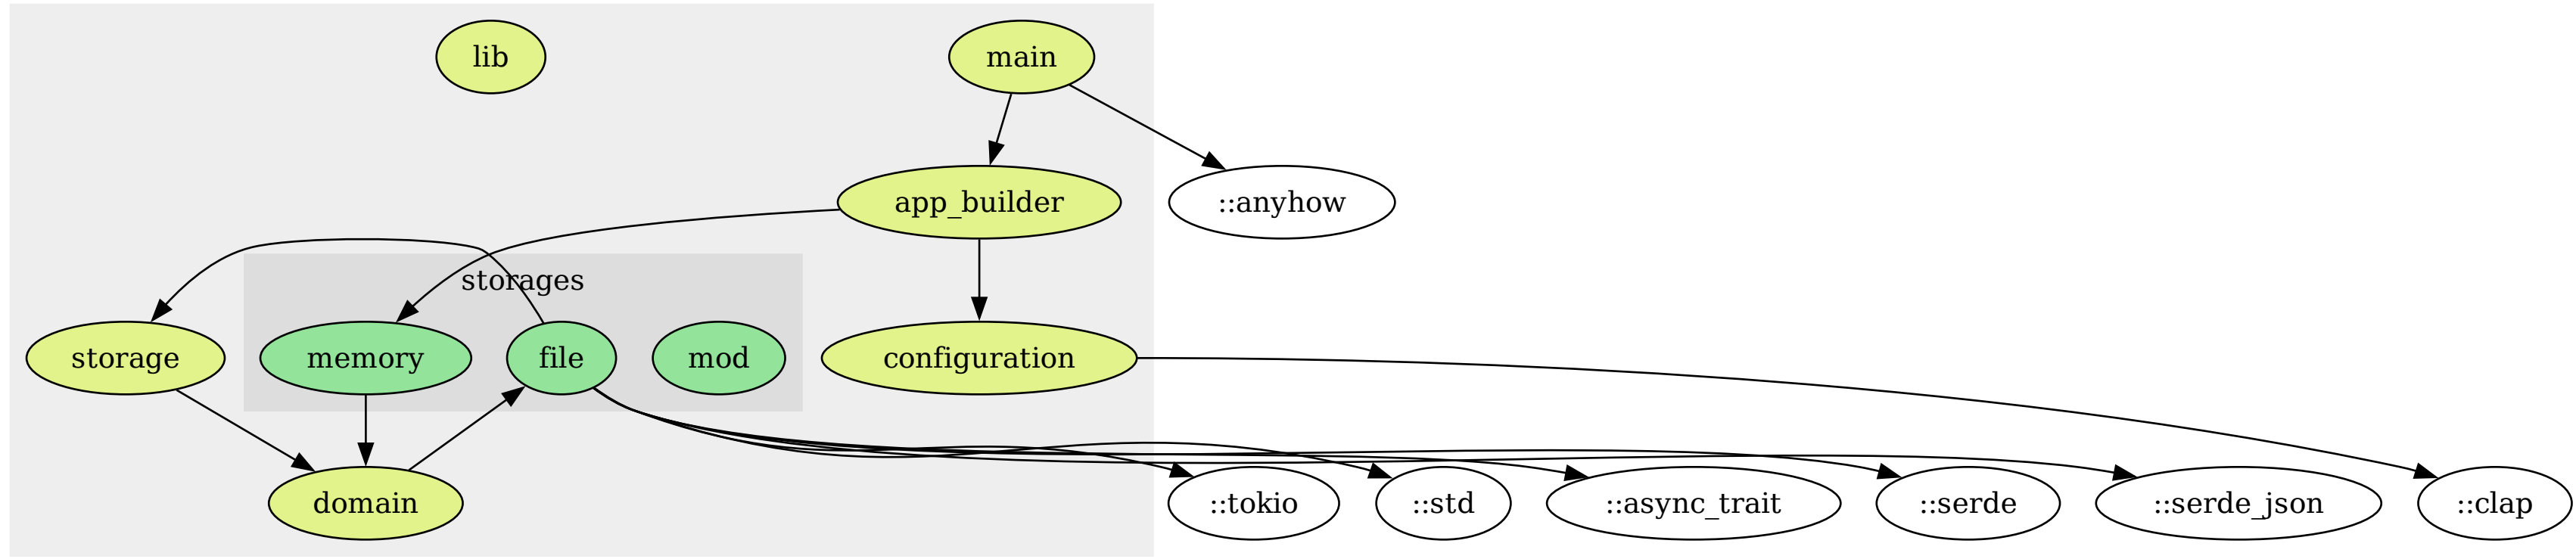 lib
main
app_builder
::anyhow
storages
storage
memory
file
mod
configuration
domain
::tokio
::std
::async_trait
::serde
::serde_json
::clap